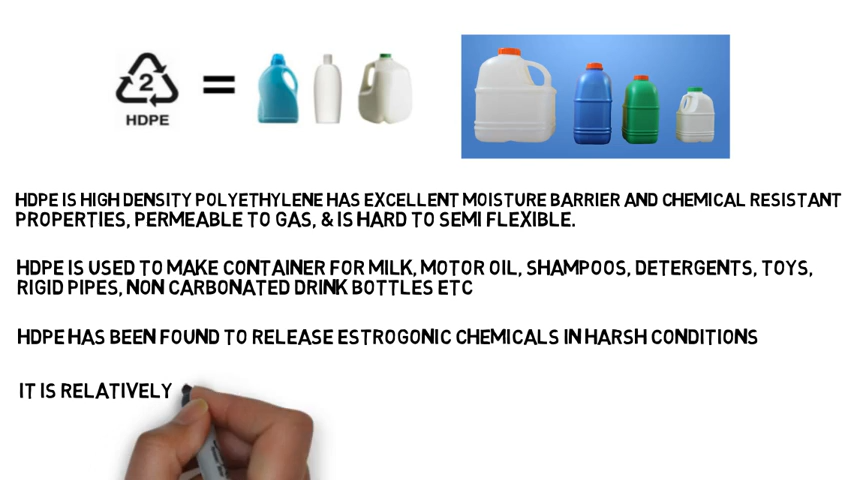 2
HDPE
HDPE IS HIGH DENSITY POLYETHYLENE HAS EXCELLENT MOISTURE BARRIER AND CHEMICAL RESISTANT
PROPERTIES, PERMEABLE TO GAS, & IS HARD TO SEMI FLEXIBLE.
HDPE IS USED TO MAKE CONTAINER FOR MILK, MOTOR OIL, SHAMPOOS, DETERGENTS, TOYS,
RIGID PIPES, NON CARBONATED DRINK BOTTLES ETC
HDPE HAS BEEN FOUND TO RELEASE ESTROGONIC CHEMICALS IN HARSH CONDITIONS
IT IS RELATIVELY